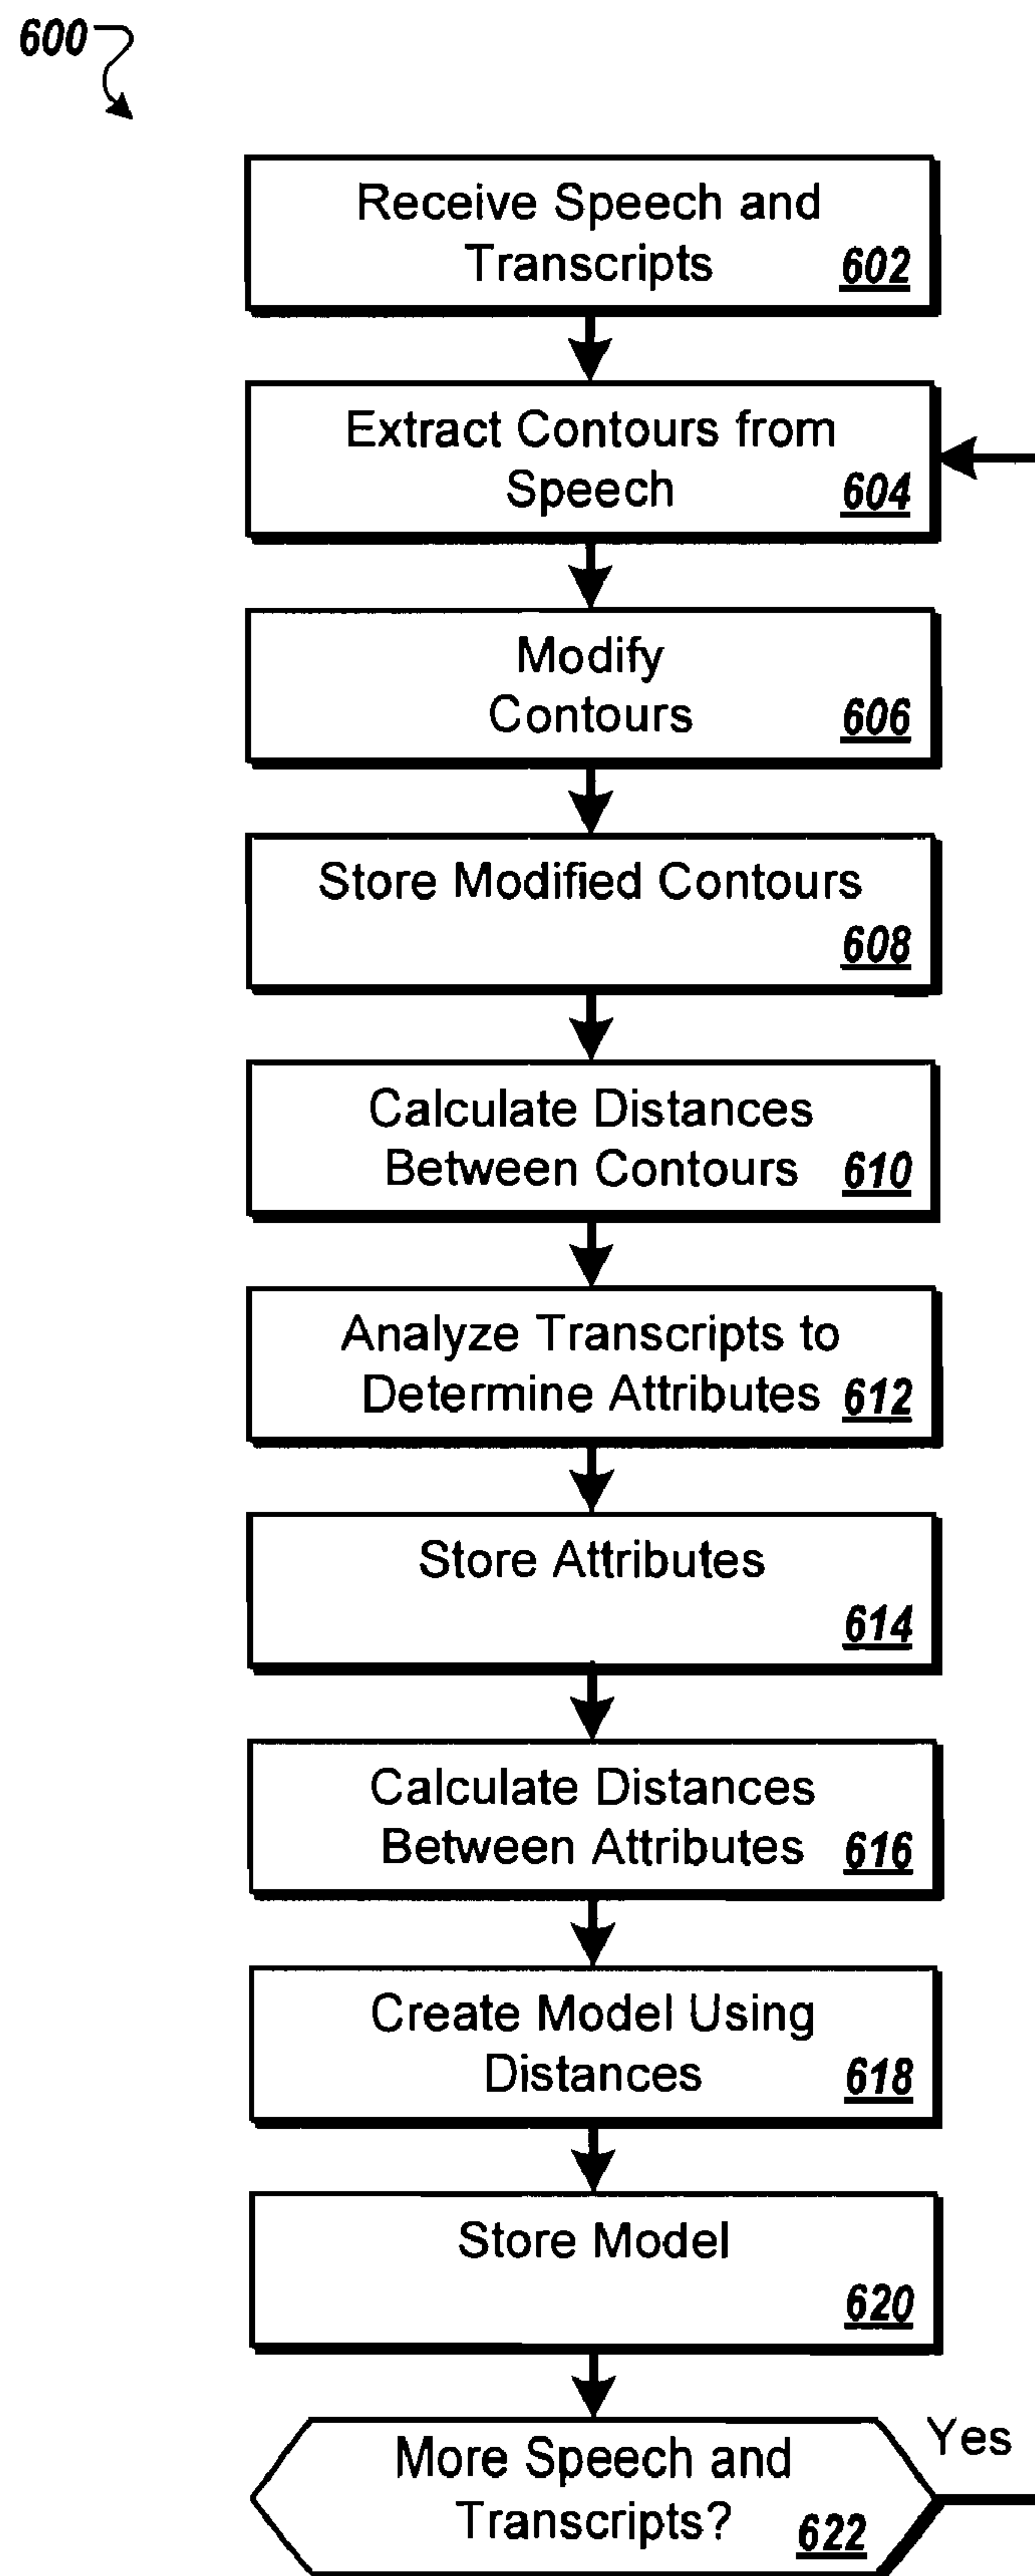 600
Receive Speech and
Transcripts 602
Extract Contours from
Speech 604
Modify
Contours 606
Store Modified Contours
608
Calculate Distances
Between Contours 610
Analyze Transcripts to
Determine Attributes 612
Store Attributes
614
Calculate Distances
Between Attributes 616
Create Model Using
Distances 618
Store Model
620
More Speech and
Transcripts? 622
Yes